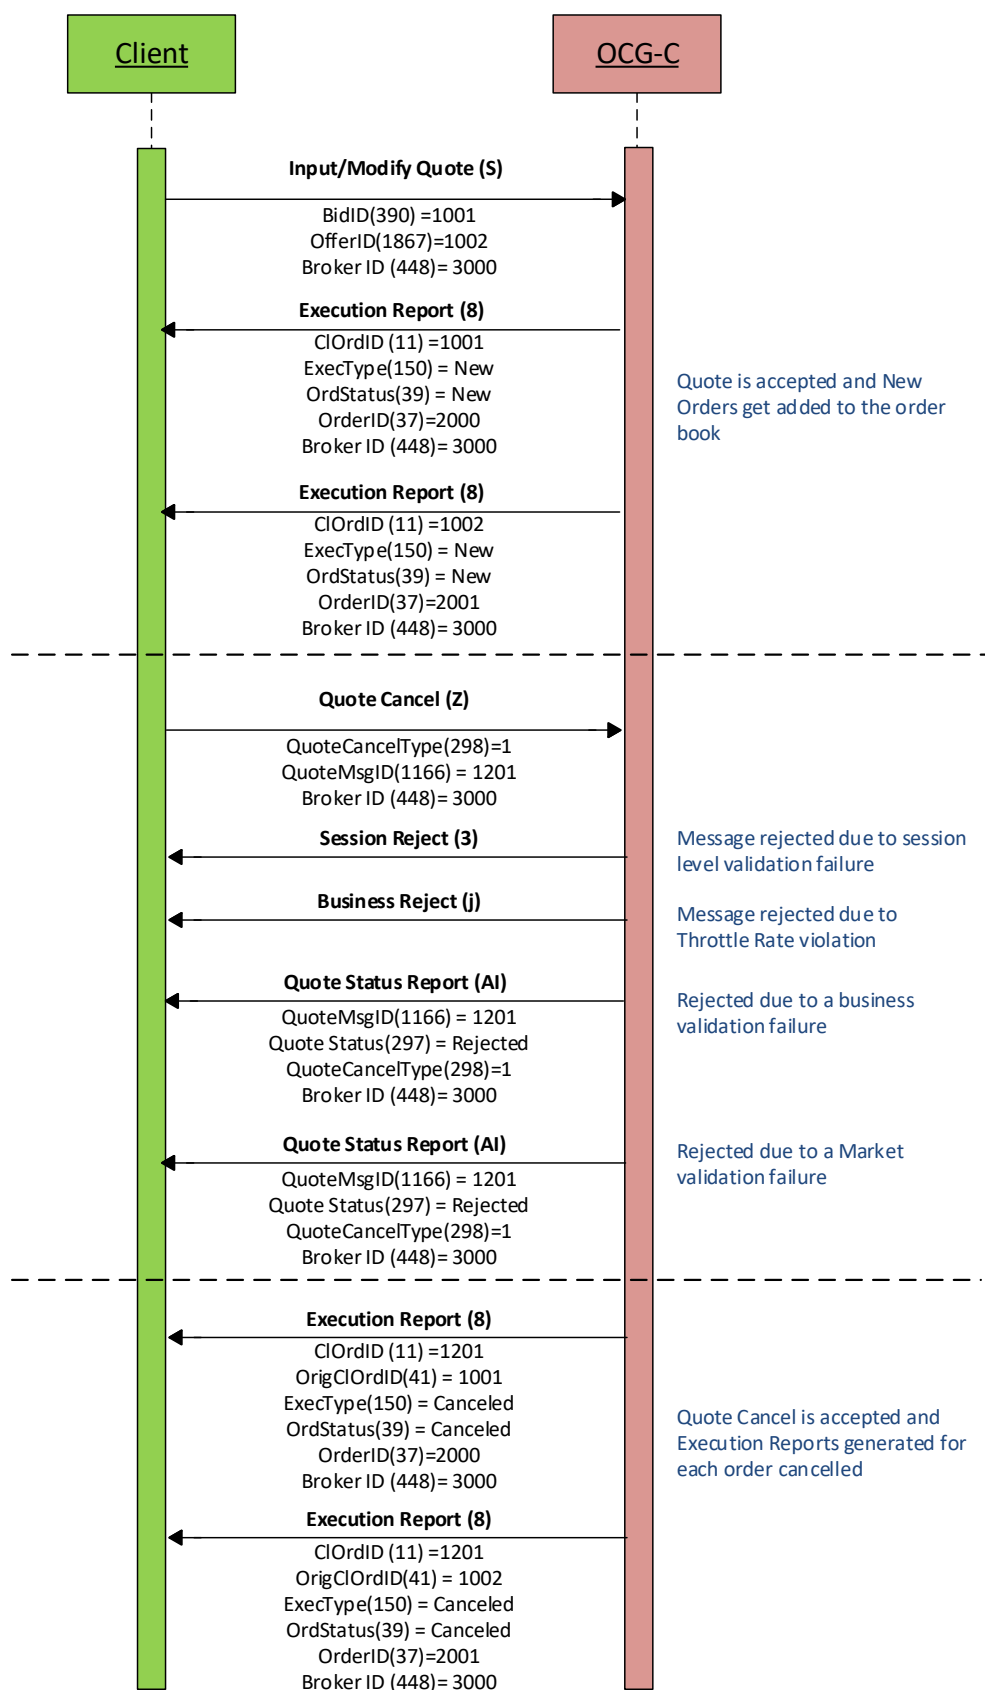 Client
OCG-C
Input/Modify Quote (S)
BidID(390) =1001
OfferID(1867)=1002
Broker ID (448)= 3000
Execution Report (8)
ClOrdID (11) =1001
ExecType(150) = New
OrdStatus(39) = New
OrderID(37)=2000
Broker ID (448)= 3000
Quote is accepted and New
Orders get added to the order
book
Execution Report (8)
ClOrdID (11) =1002
ExecType(150) = New
OrdStatus(39) = New
OrderID(37)=2001
Broker ID (448)= 3000
Quote Cancel (Z)
QuoteCancelType(298)=1
QuoteMsgID(1166) = 1201
Broker ID (448)= 3000
Session Reject (3)
Message rejected due to session
level validation failure
Business Reject (j)
Message rejected due to
Throttle Rate violation
Quote Status Report (AI)
QuoteMsgID(1166) = 1201
Quote Status(297) = Rejected
QuoteCancelType(298)=1
Broker ID (448)= 3000
Rejected due to a business
validation failure
Quote Status Report (AI)
QuoteMsgID(1166) = 1201
Quote Status(297) = Rejected
QuoteCancelType(298)=1
Broker ID (448)= 3000
Rejected due to a Market
validation failure
Execution Report (8)
ClOrdID (11) =1201
OrigClOrdID(41) = 1001
ExecType(150) = Canceled
OrdStatus(39) = Canceled
OrderID(37)=2000
Broker ID (448)= 3000
Quote Cancel is accepted and
Execution Reports generated for
each order cancelled
Execution Report (8)
ClOrdID (11) =1201
OrigClOrdID(41) = 1002
ExecType(150) = Canceled
OrdStatus(39) = Canceled
OrderID(37)=2001
Broker ID (448)= 3000